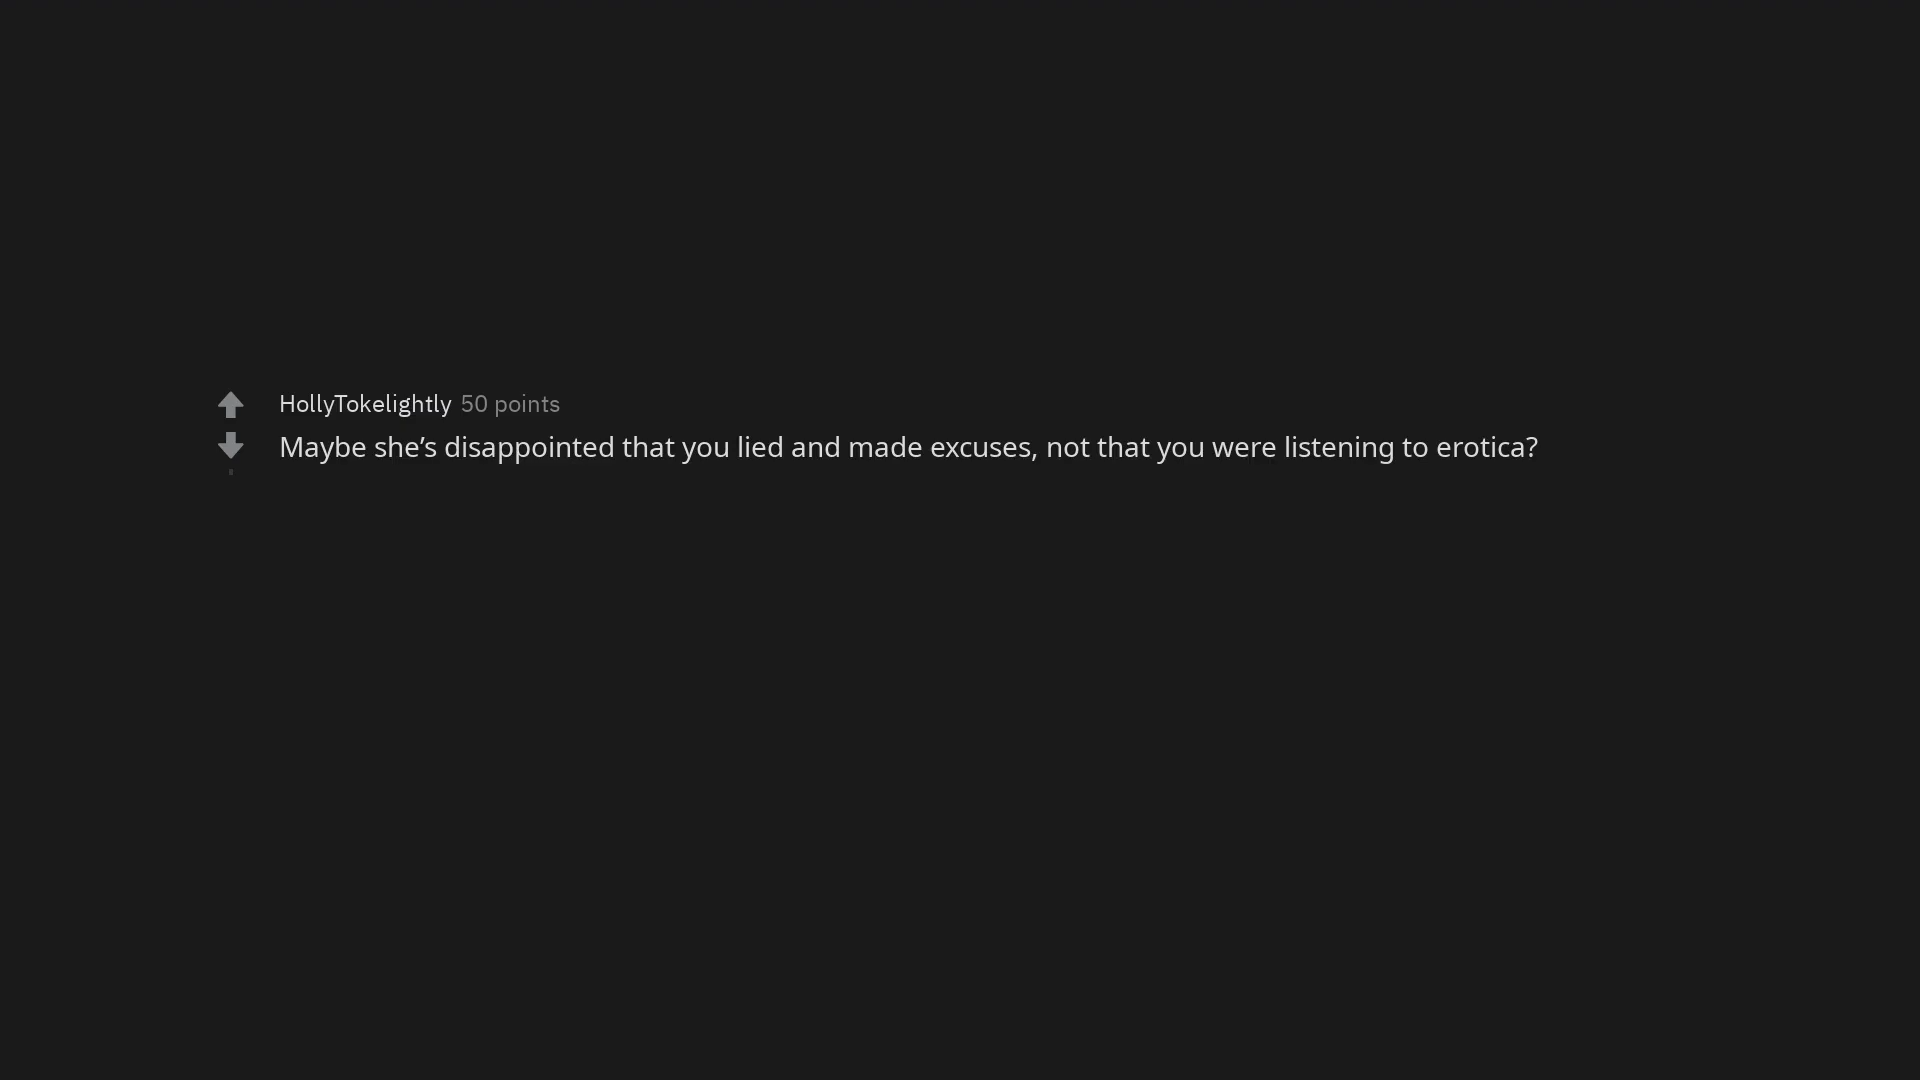 HollyTokelightly 50 points
Maybe she’s disappointed that you lied and made excuses, not that you were listening to erotica?